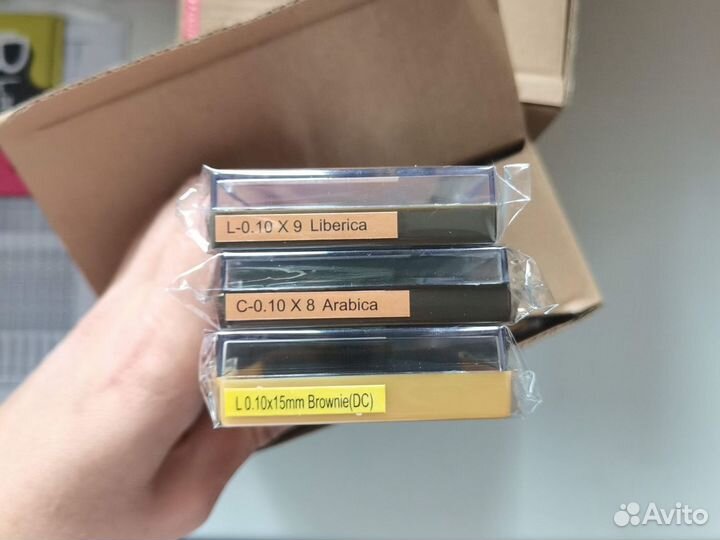 L-0.10 X 9 Liberica
C-0.10 X 8 Arabica
L 0.10x15mm Brownie(DC)
Avito